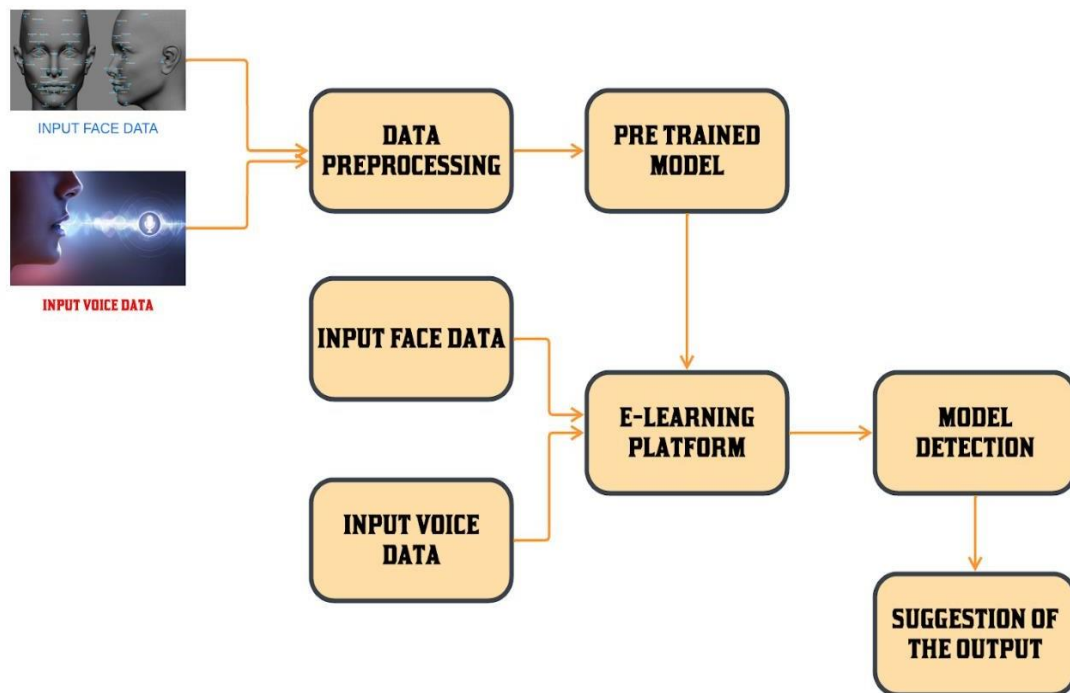 INPUT FACE DATA
INPUT VOICE DATA
DATA
PREPROCESSING
PRE TRAINED
MODEL
INPUT FACE DATA
INPUT VOICE
DATA
E-LEARNING
PLATFORM
MODEL
DETECTION
SUGGESTION OF
THE OUTPUT